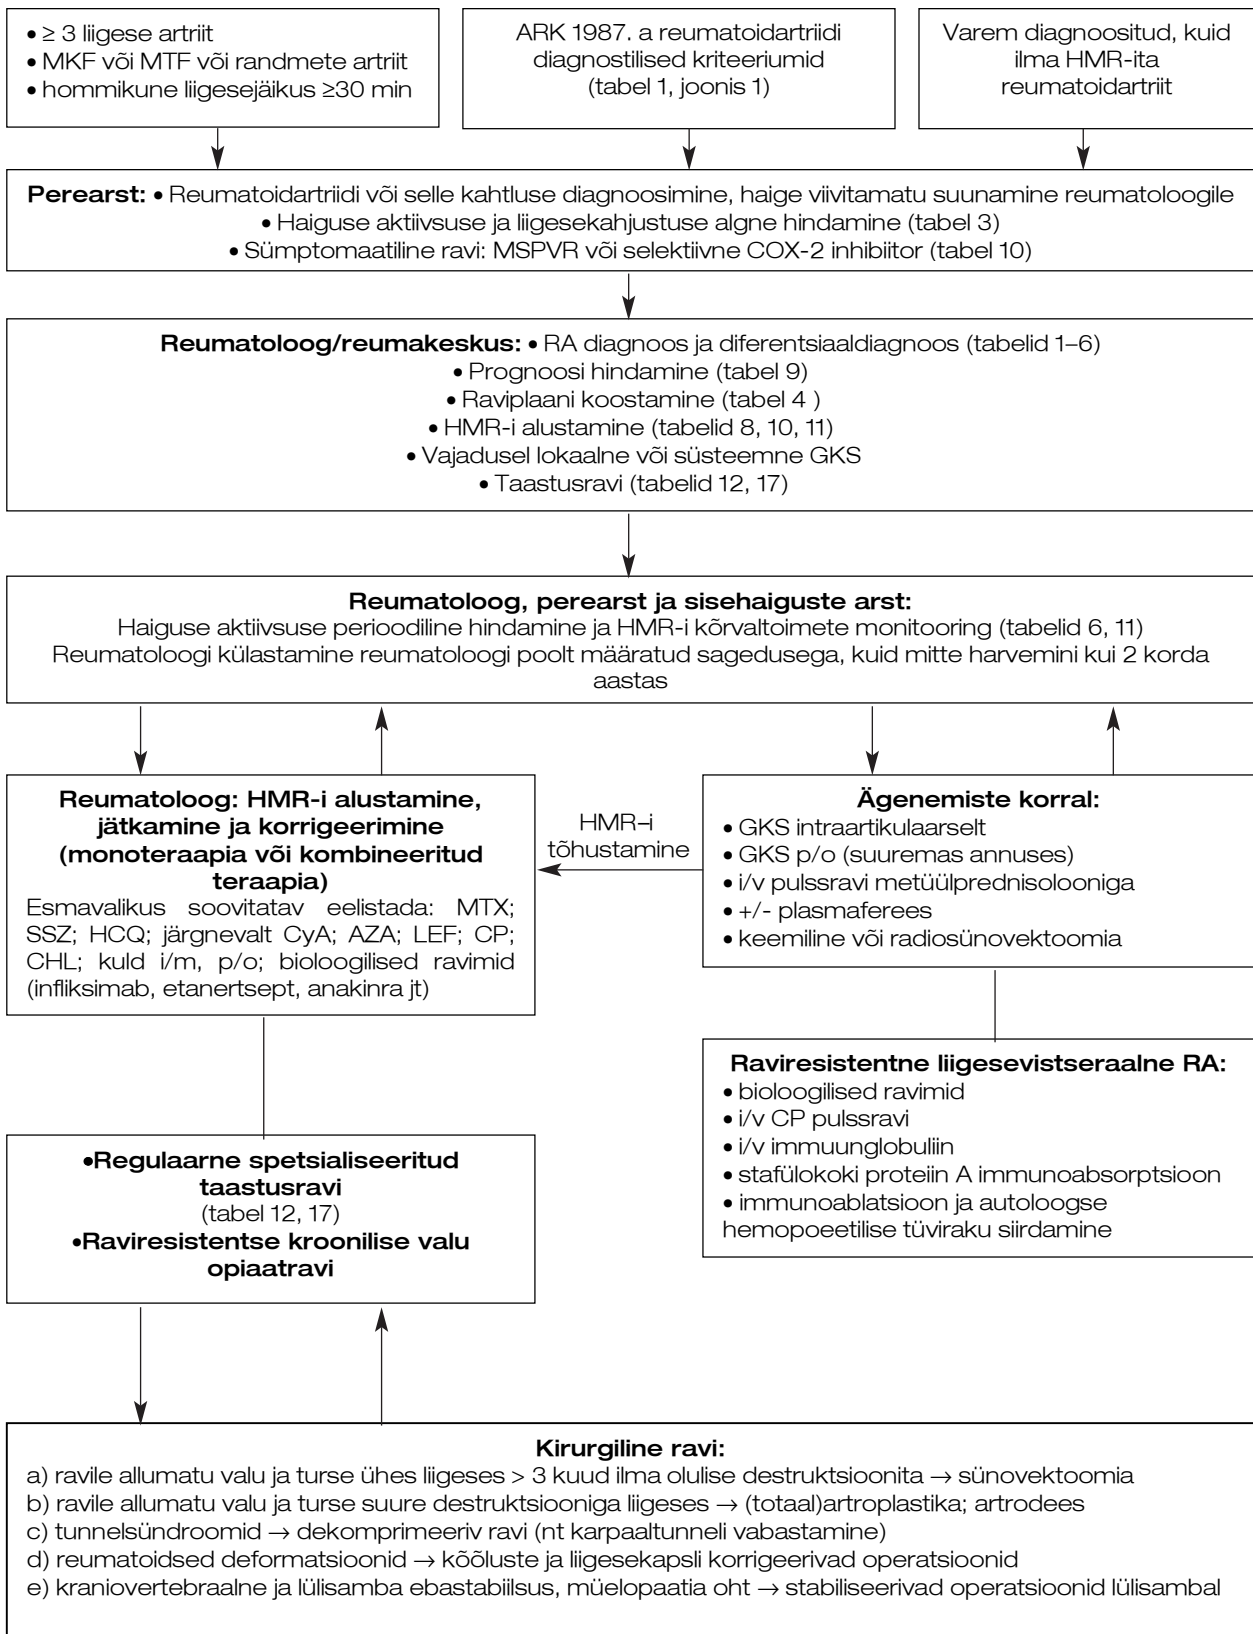 • ≥ 3 liigese artriit
• MKF või MTF või randmete artriit
• hommikune liigesejäikus ≥30 min
ARK 1987. a reumatoidartriidi
diagnostilised kriteeriumid
(tabel 1, joonis 1)
Varem diagnoositud, kuid
ilma HMR-ita
reumatoidartriit
Perearst: • Reumatoidartriidi või selle kahtluse diagnoosimine, haige viivitamatu suunamine reumatoloogile
• Haiguse aktiivsuse ja liigesekahjustuse algne hindamine (tabel 3)
• Sümptomaatiline ravi: MSPVR või selektiivne COX-2 inhibiitor (tabel 10)
Reumatoloog/reumakeskus: • RA diagnoos ja diferentsiaaldiagnoos (tabelid 1–6)
• Prognoosi hindamine (tabel 9)
• Raviplaani koostamine (tabel 4 )
• HMR-i alustamine (tabelid 8, 10, 11)
• Vajadusel lokaalne või süsteemne GKS
• Taastusravi (tabelid 12, 17)
Reumatoloog, perearst ja sisehaiguste arst:
Haiguse aktiivsuse perioodiline hindamine ja HMR-i kõrvaltoimete monitooring (tabelid 6, 11)
Reumatoloogi külastamine reumatoloogi poolt määratud sagedusega, kuid mitte harvemini kui 2 korda
aastas
Reumatoloog: HMR-i alustamine,
jätkamine ja korrigeerimine
(monoteraapia või kombineeritud
teraapia)
Esmavalikus soovitatav eelistada: MTX;
SSZ; HCQ; järgnevalt CyA; AZA; LEF; CP;
CHL; kuld i/m, p/o; bioloogilised ravimid
(infliksimab, etanertsept, anakinra jt)
HMR–i
tõhustamine
Ägenemiste korral:
• GKS intraartikulaarselt
• GKS p/o (suuremas annuses)
• i/v pulssravi metüülprednisolooniga
• +/- plasmaferees
• keemiline või radiosünovektoomia
Raviresistentne liigesevistseraalne RA:
• bioloogilised ravimid
• i/v CP pulssravi
• i/v immuunglobuliin
• stafülokoki proteiin A immunoabsorptsioon
• immunoablatsioon ja autoloogse
hemopoeetilise tüviraku siirdamine
•Regulaarne spetsialiseeritud
taastusravi
(tabel 12, 17)
•Raviresistentse kroonilise valu
opiaatravi
Kirurgiline ravi:
a) ravile allumatu valu ja turse ühes liigeses > 3 kuud ilma olulise destruktsioonita → sünovektoomia
b) ravile allumatu valu ja turse suure destruktsiooniga liigeses → (totaal)artroplastika; artrodees
c) tunnelsündroomid → dekomprimeeriv ravi (nt karpaaltunneli vabastamine)
d) reumatoidsed deformatsioonid → kõõluste ja liigesekapsli korrigeerivad operatsioonid
e) kraniovertebraalne ja lülisamba ebastabiilsus, müelopaatia oht → stabiliseerivad operatsioonid lülisambal